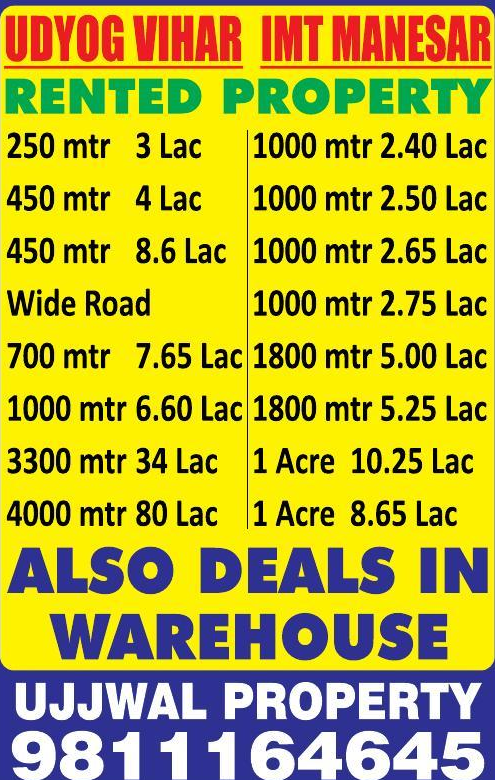 UDYOG VIHAR IMT MANESAR
RENTED PROPERTY
250 mtr 3 Lac
450 mtr 4 Lac
450 mtr 8.6 Lac
Wide Road
700 mtr 7.65 Lac
1000 mtr 6.60 Lac
3300 mtr 34 Lac
4000 mtr 80 Lac
1000 mtr 2.40 Lac
1000 mtr 2.50 Lac
1000 mtr 2.65 Lac
1000 mtr 2.75 Lac
1800 mtr 5.00 Lac
1800 mtr 5.25 Lac
1 Acre 10.25 Lac
1 Acre 8.65 Lac
ALSO DEALS IN
WAREHOUSE
UJJWAL PROPERTY
9811164645